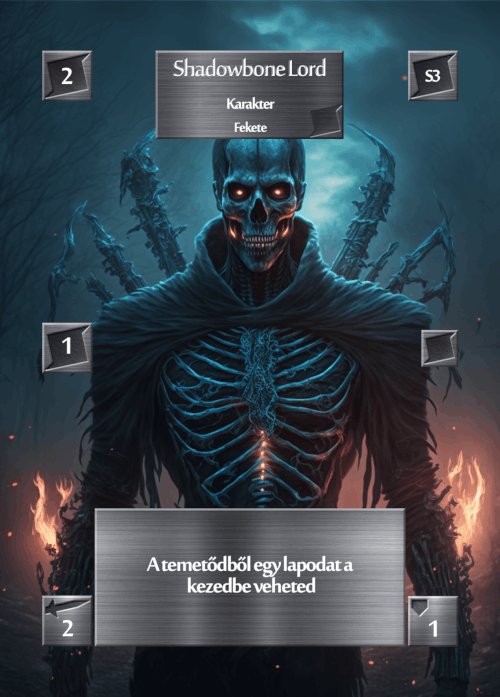 2
Shadowbone Lord
S3
Karakter
Fekete
1
A temetődből egy lapodat a
kezedbe veheted
2
1